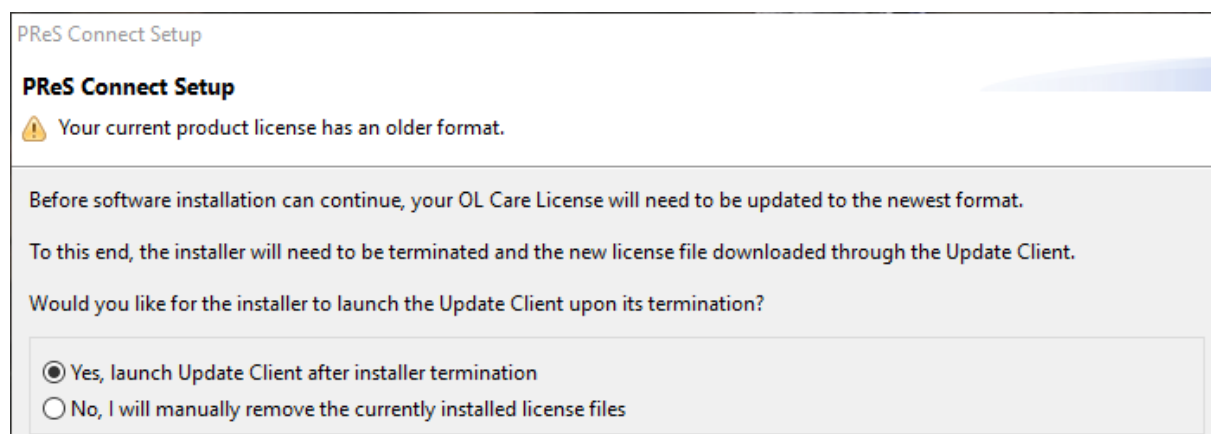 PReS Connect Setup
PReS Connect Setup
Your current product license has an older format.
Before software installation can continue, your OL Care License will need to be updated to the newest format.
To this end, the installer will need to be terminated and the new license file downloaded through the Update Client.
Would you like for the installer to launch the Update Client upon its termination?
Yes, launch Update Client after installer termination
No, I will manually remove the currently installed license files